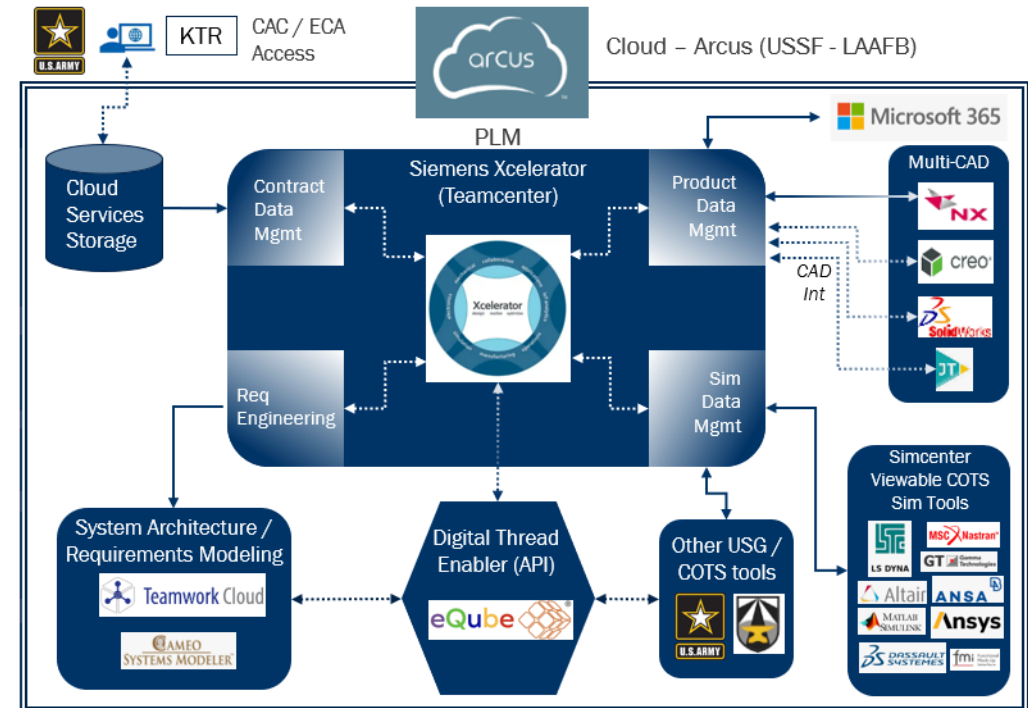 U.S.ARMY
KTR
CAC / ECA
Access
arcus
Cloud – Arcus (USSF - LAAFB)
PLM
Microsoft 365
Cloud
Services
Storage
Contract
Data
Mgmt
Siemens Xcelerator
(Teamcenter)
Product
Data
Mgmt
Xcelerator
Req
Engineering
Sim
Data
Mgmt
CAD
Int
Multi-CAD
NX
creo
SolidWorks
JT
System Architecture /
Requirements Modeling
Teamwork Cloud
CAMEO
SYSTEMS MODELER
Digital Thread
Enabler (API)
eQube®
Other USG /
COTS tools
U.S.ARMY
Simcenter
Viewable COTS
Sim Tools
LS DYNA
MSC Nastran
GT Gamma
Technologies
Altair
ANSA
MATLAB
SIMULINK
Ansys
DASSAULT
SYSTEMES
fmi